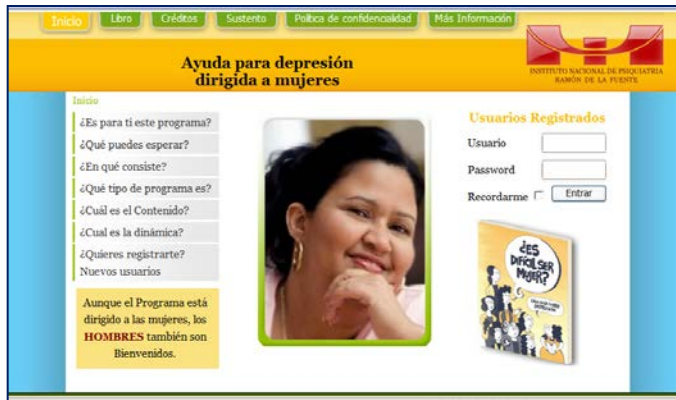 Inicio
Libro
Créditos
Sustento
Política de confidencialidad
Más Información
Ayuda para depresión
dirigida a mujeres
INSTITUTO NACIONAL DE PSIQUIATRIA
RAMÓN DE LA FUENTE
Inicio
¿Es para ti este programa?
¿Qué puedes esperar?
¿En qué consiste?
¿Qué tipo de programa es?
¿Cuál es el Contenido?
¿Cual es la dinámica?
¿Quieres registrarte?
Nuevos usuarios
Aunque el Programa está
dirigido a las mujeres, los
HOMBRES también son
Bienvenidos.
Usuarios Registrados
Usuario
Password
Recordarme
Entrar
¿ES
DIFÍCIL SER
MUJER?